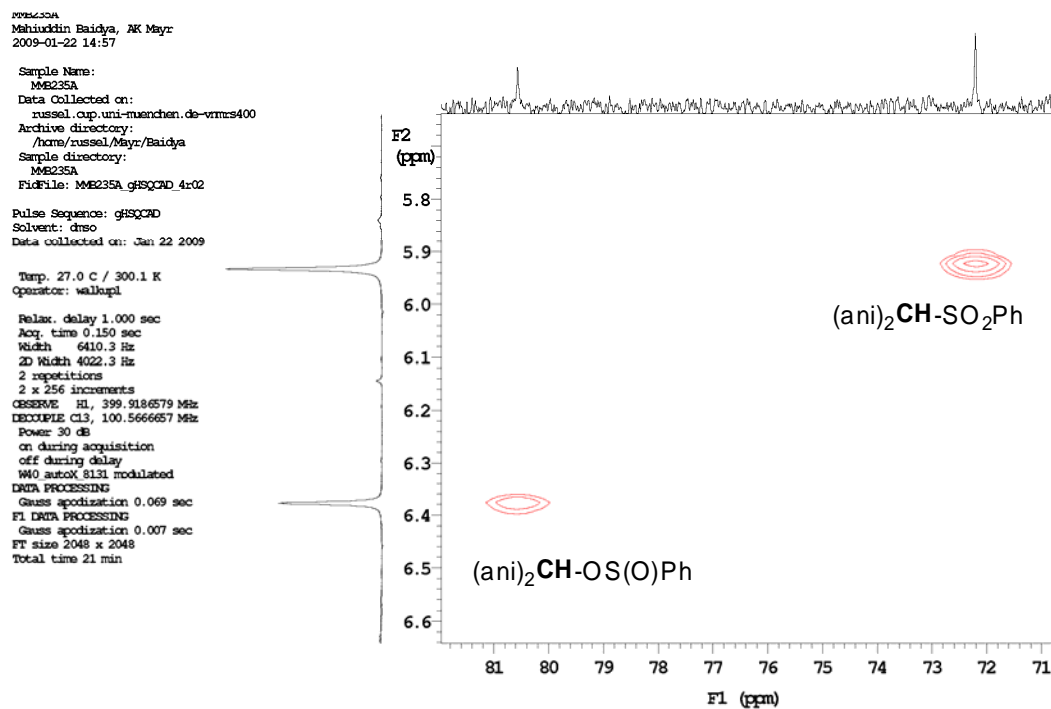 MMB235A
Mahiuddin Baidya, AK Mayr
2009-01-22 14:57
Sample Name:
MMB235A
Data Collected on:
russel.cup.uni-muenchen.de-vnmrs400
Archive directory:
/home/russel/Mayr/Baidya
Sample directory:
MMB235A
FidFile: MMB235A_gHSQCAD_4r02
Pulse Sequence: gHSQCAD
Solvent: dmso
Data collected on: Jan 22 2009
Temp. 27.0 C / 300.1 K
Operator: walkup1
Relax. delay 1.000 sec
Acq. time 0.150 sec
Width 6410.3 Hz
2D Width 4022.3 Hz
2 repetitions
2 x 256 increments
OBSERVE H1, 399.9186579 MHz
DECOUPLE C13, 100.5666657 MHz
Power 30 dB
on during acquisition
off during delay
W40_autoX_8131 modulated
DATA PROCESSING
Gauss apodization 0.069 sec
F1 DATA PROCESSING
Gauss apodization 0.007 sec
FT size 2048 x 2048
Total time 21 min
F2
(ppm)
5.8
5.9
6.0
6.1
6.2
6.3
6.4
6.5
6.6
(ani)₂CH-SO₂Ph
(ani)₂CH-OS(O)Ph
81 80 79 78 77 76 75 74 73 72 71
F1 (ppm)